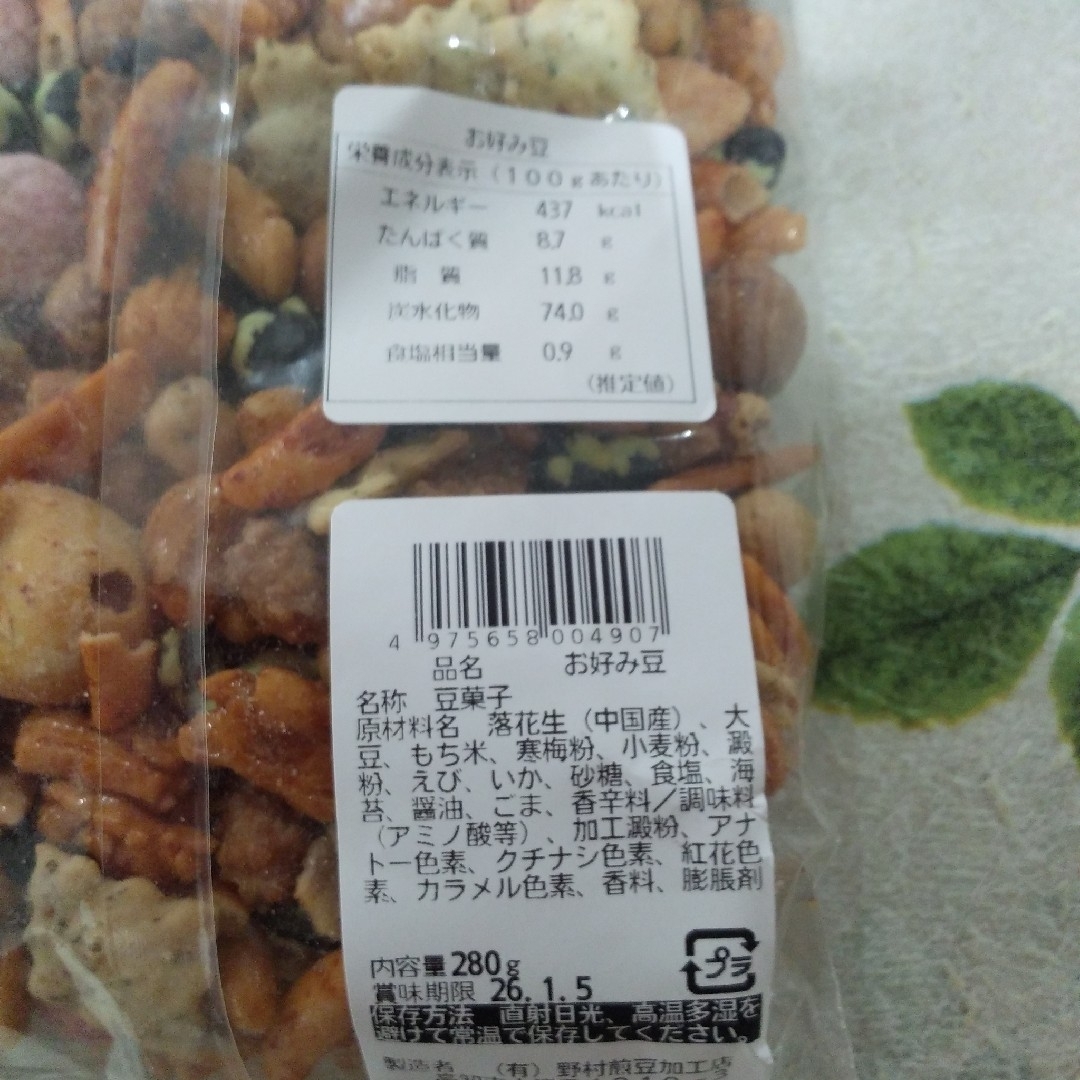 お好み豆
栄養成分表示(100gあたり)
エネルギー 437 kcal
たんぱく質 8.7 g
脂 質 11.8 g
炭水化物 74.0 g
食塩相当量 0.9 g
(推定値)
4 975658 004907
品名 お好み豆
名称 豆菓子
原材料名 落花生(中国産)、大
豆、もち米、寒梅粉、小麦粉、澱
粉、えび、いか、砂糖、食塩、海
苔、醤油、ごま、香辛料/調味料
(アミノ酸等)、加工澱粉、アナ
トー色素、クチナシ色素、紅花色
素、カラメル色素、香料、膨脹剤
プラ
内容量 280g
賞味期限 26.1.5
保存方法 直射日光、高温多湿を
避けて常温で保存してください。
製造者 (有)野村煎豆加工店